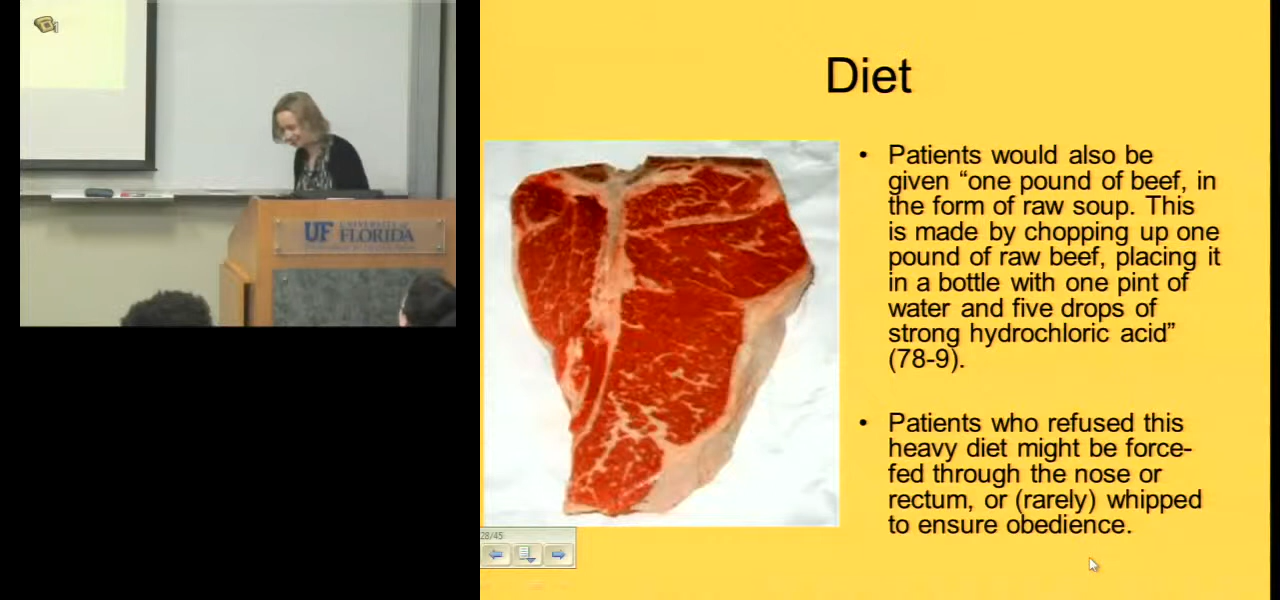 UF UNIVERSITY of
FLORIDA
Diet
• Patients would also be
given “one pound of beef, in
the form of raw soup. This
is made by chopping up one
pound of raw beef, placing it
in a bottle with one pint of
water and five drops of
strong hydrochloric acid”
(78-9).
• Patients who refused this
heavy diet might be force-
fed through the nose or
rectum, or (rarely) whipped
to ensure obedience.
28/45